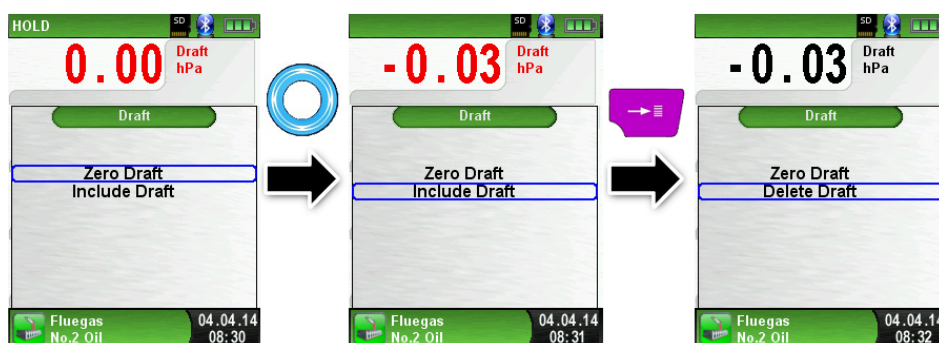 HOLD
SD
0.00
Draft
hPa
Draft
Zero Draft
Include Draft
Fluegas
No.2 Oil
04.04.14
08:30
SD
-0.03
Draft
hPa
Draft
Zero Draft
Include Draft
Fluegas
No.2 Oil
04.04.14
08:31
SD
-0.03
Draft
hPa
Draft
Zero Draft
Delete Draft
Fluegas
No.2 Oil
04.04.14
08:32